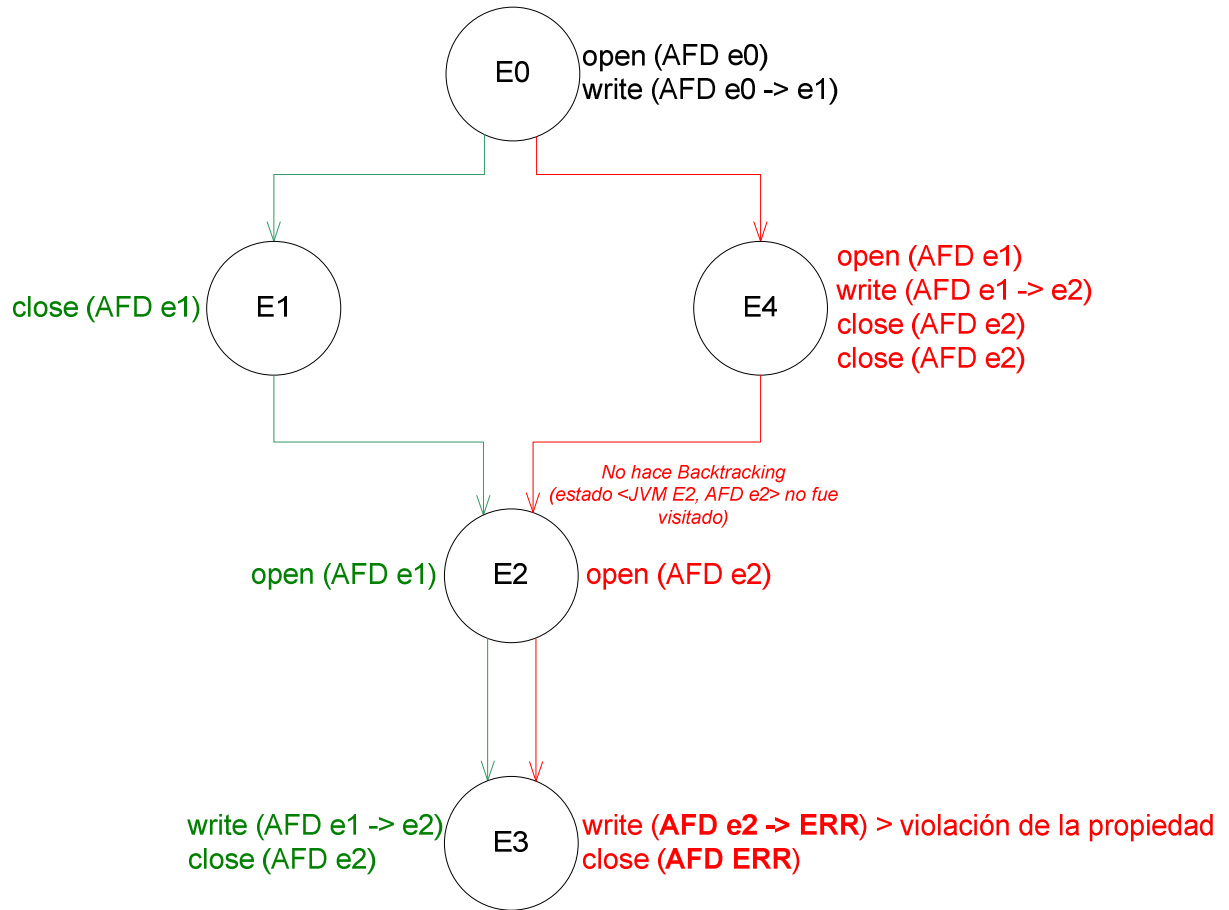 E0
open (AFD e0)
write (AFD e0 -> e1)
close (AFD e1)
E1
E4
open (AFD e1)
write (AFD e1 -> e2)
close (AFD e2)
close (AFD e2)
No hace Backtracking
(estado <JVM E2, AFD e2> no fue
visitado)
open (AFD e1)
E2
open (AFD e2)
write (AFD e1 -> e2)
close (AFD e2)
E3
write (AFD e2 -> ERR) > violación de la propiedad
close (AFD ERR)